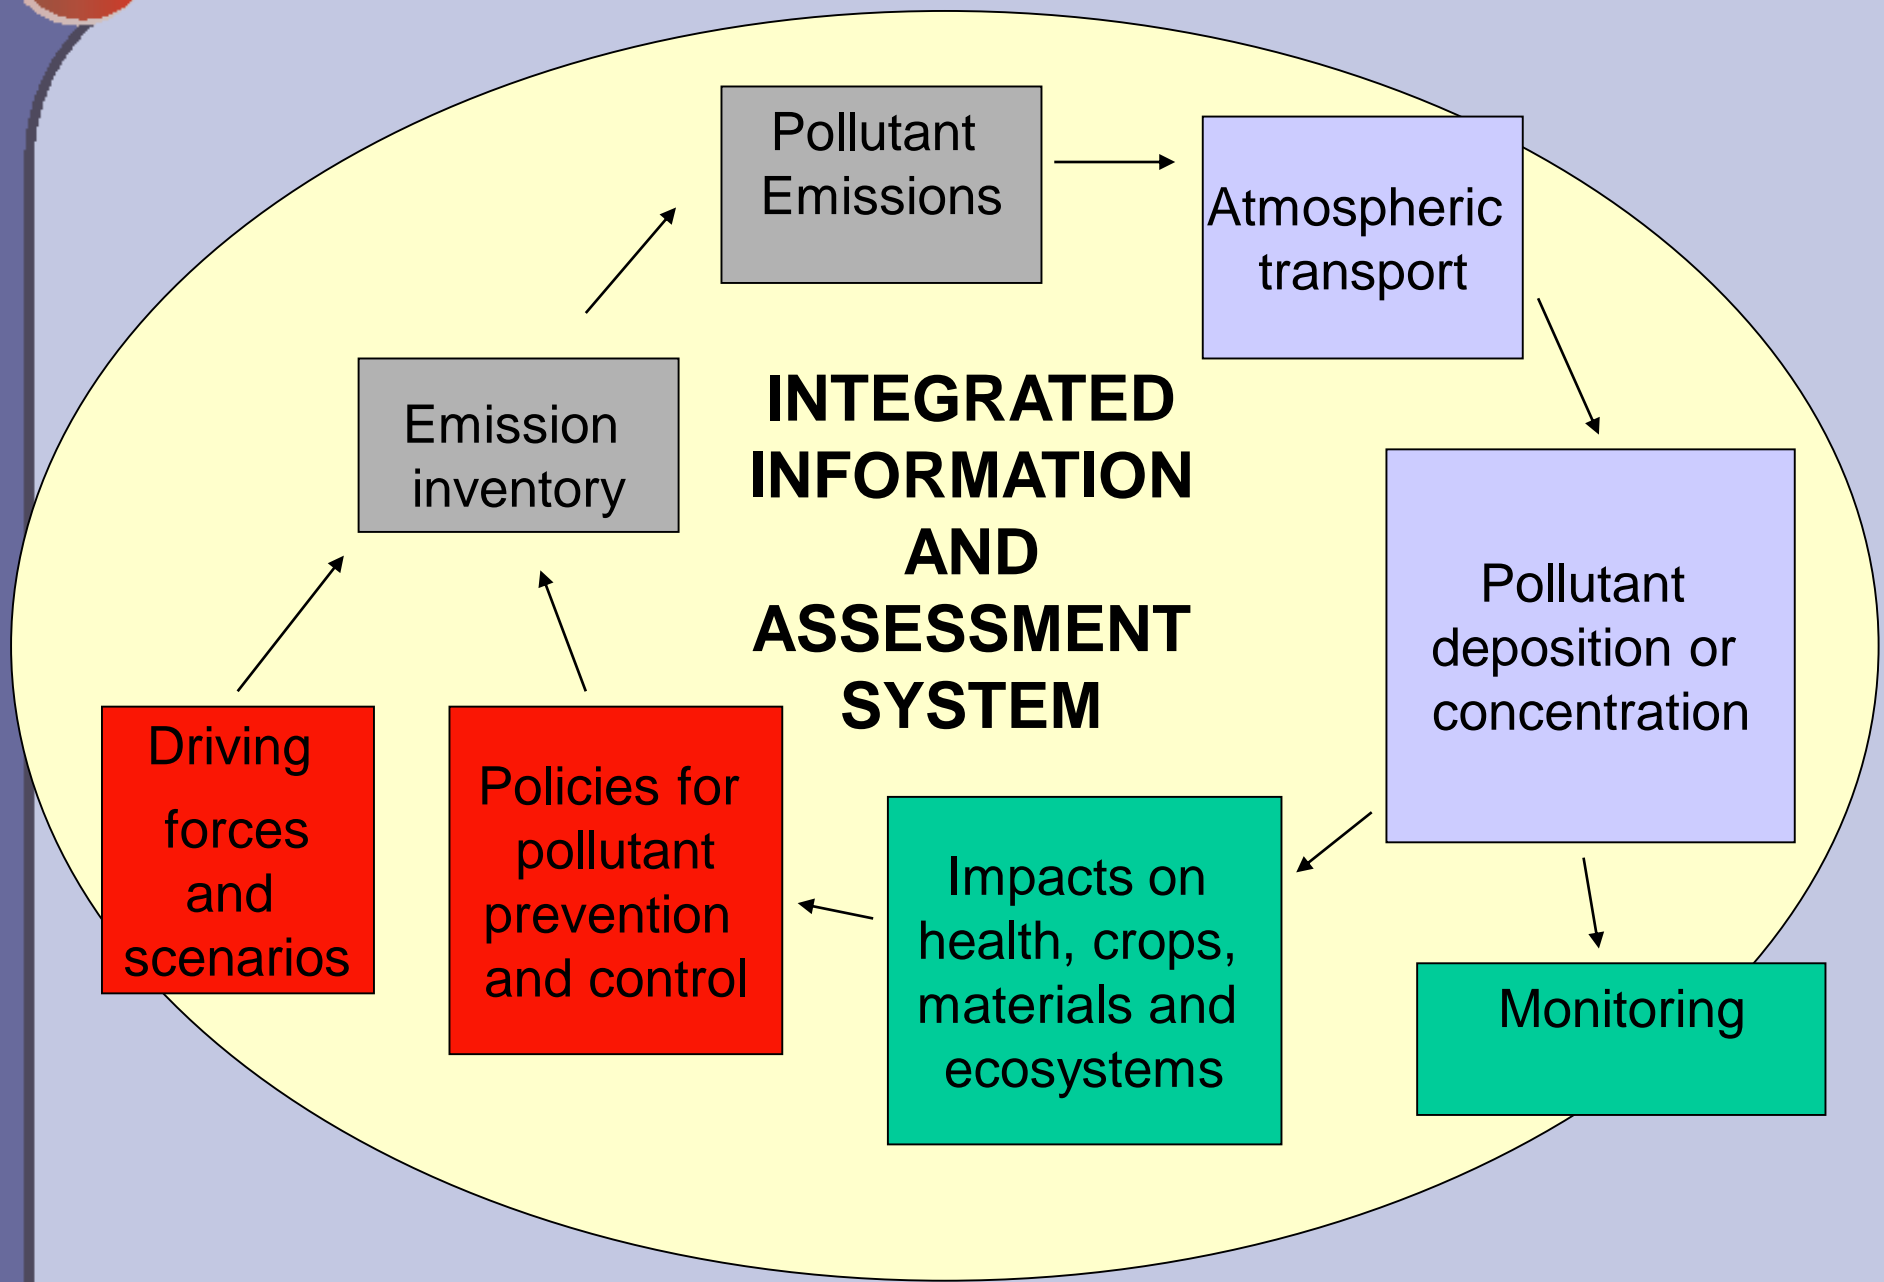 Pollutant
Emissions
Atmospheric
transport
Emission
inventory
INTEGRATED
INFORMATION
AND
ASSESSMENT
SYSTEM
Pollutant
deposition or
concentration
Driving
forces
and
scenarios
Policies for
pollutant
prevention
and control
Impacts on
health, crops,
materials and
ecosystems
Monitoring